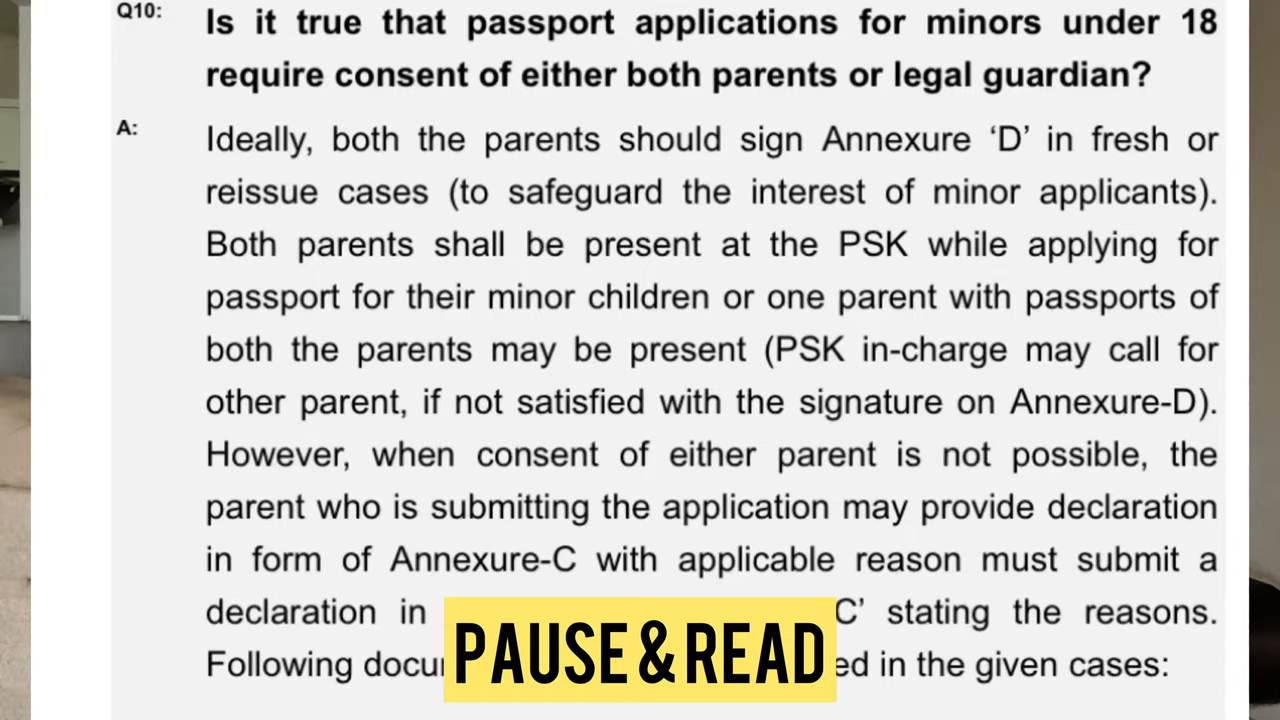 Q10:
Is it true that passport applications for minors under 18
require consent of either both parents or legal guardian?
A:
Ideally, both the parents should sign Annexure ‘D’ in fresh or
reissue cases (to safeguard the interest of minor applicants).
Both parents shall be present at the PSK while applying for
passport for their minor children or one parent with passports of
both the parents may be present (PSK in-charge may call for
other parent, if not satisfied with the signature on Annexure-D).
However, when consent of either parent is not possible, the
parent who is submitting the application may provide declaration
in form of Annexure-C with applicable reason must submit a
declaration in C’ stating the reasons.
Following in the given cases:
PAUSE & READ